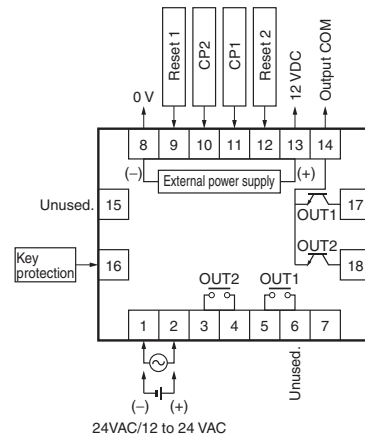 Reset 1
CP2
CP1
Reset 2
12 VDC
Output COM
0 V
8 9 10 11 12 13 14
(−) External power supply (+)
Unused. 15
17
OUT1
Key
protection
16
OUT2
18
OUT2 OUT1
1 2 3 4 5 6 7
Unused.
(−) (+)
24VAC/12 to 24 VAC